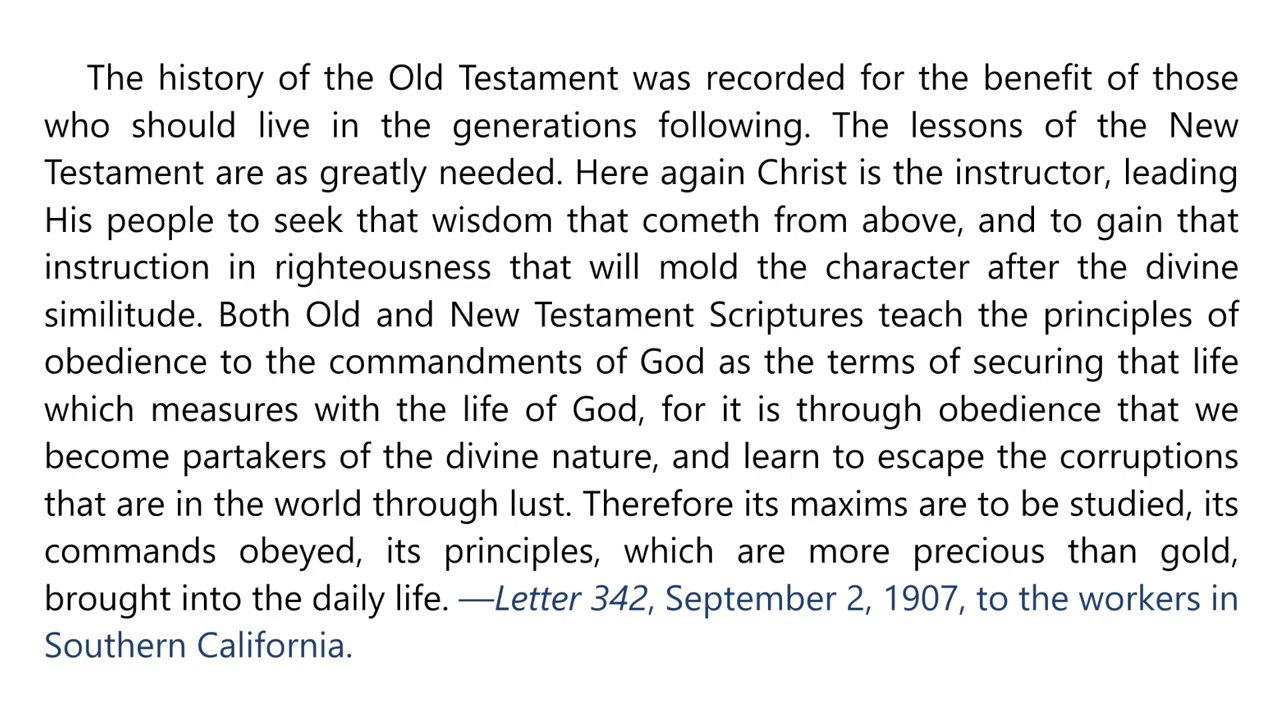 The history of the Old Testament was recorded for the benefit of those
who should live in the generations following. The lessons of the New
Testament are as greatly needed. Here again Christ is the instructor, leading
His people to seek that wisdom that cometh from above, and to gain that
instruction in righteousness that will mold the character after the divine
similitude. Both Old and New Testament Scriptures teach the principles of
obedience to the commandments of God as the terms of securing that life
which measures with the life of God, for it is through obedience that we
become partakers of the divine nature, and learn to escape the corruptions
that are in the world through lust. Therefore its maxims are to be studied, its
commands obeyed, its principles, which are more precious than gold,
brought into the daily life. —Letter 342, September 2, 1907, to the workers in
Southern California.